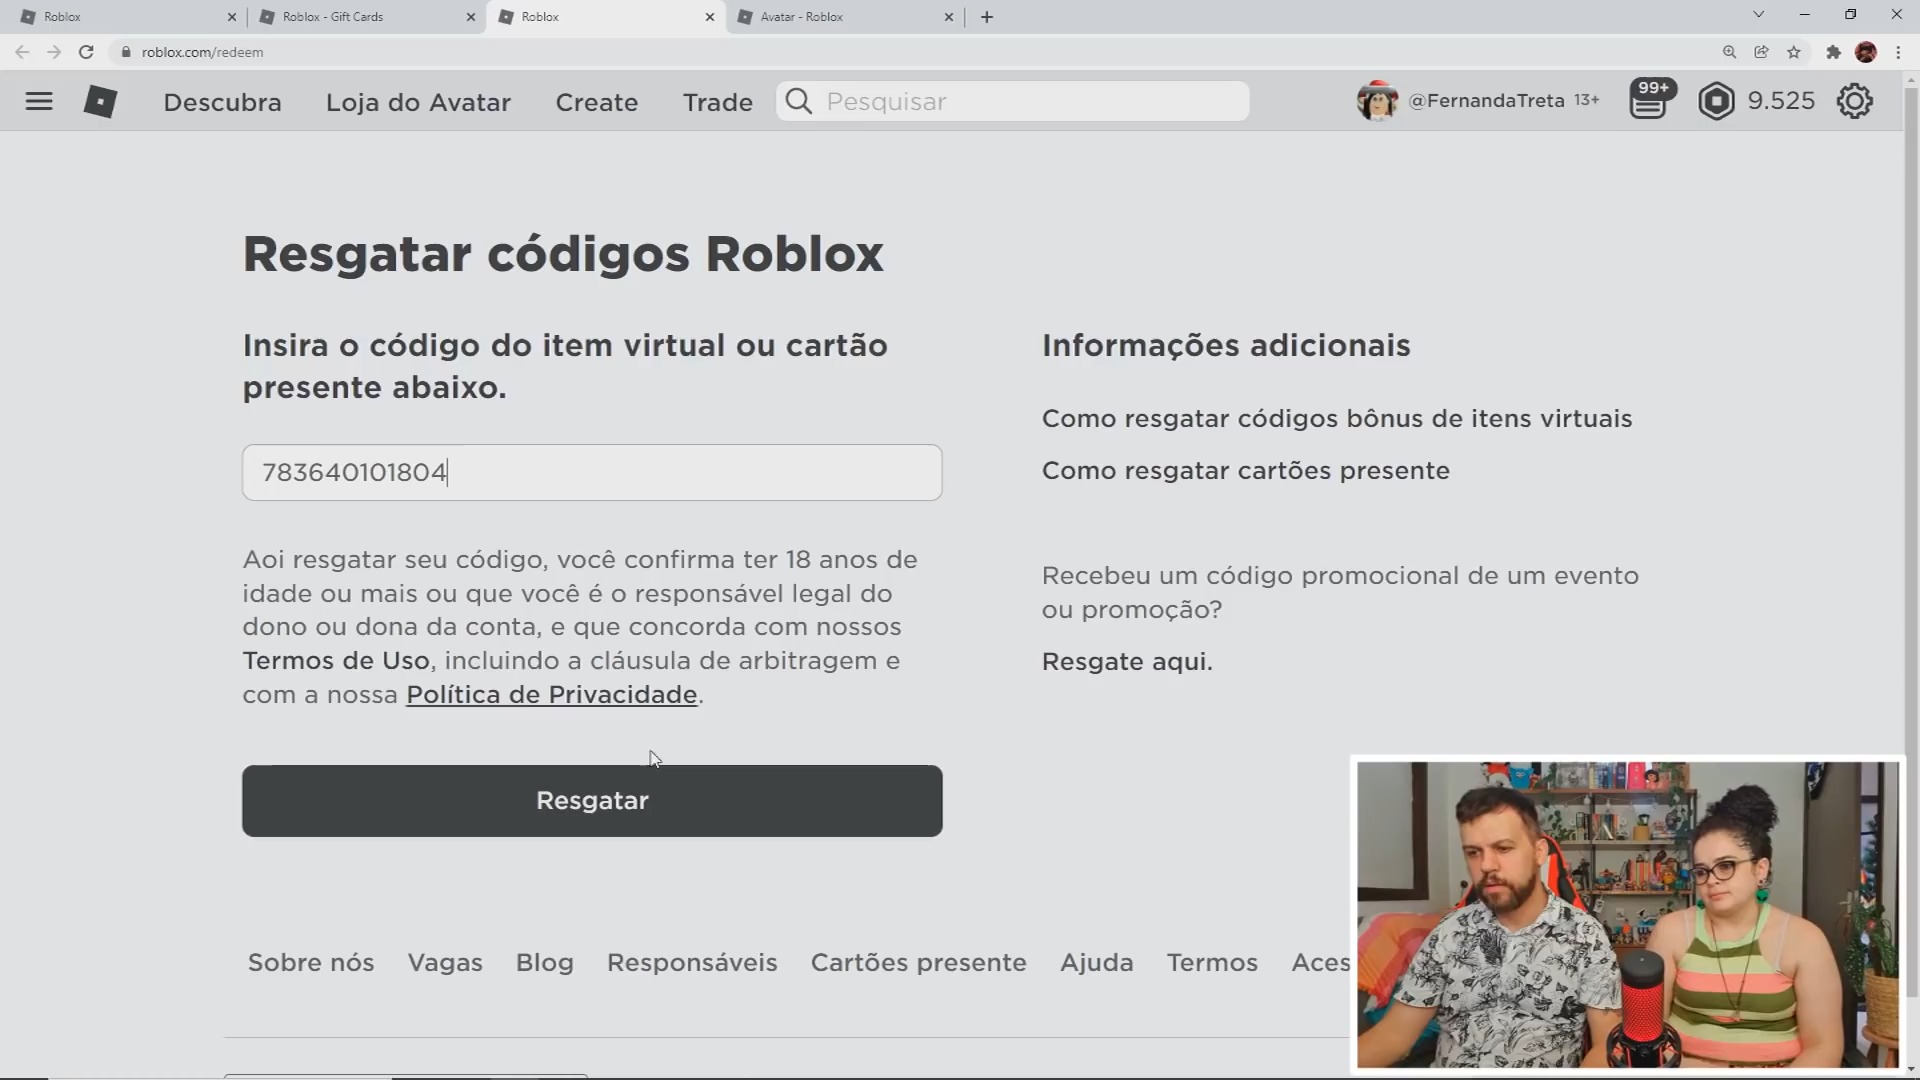 Roblox
Roblox - Gift Cards
Roblox
Avatar - Roblox
roblox.com/redeem
Descubra
Loja do Avatar
Create
Trade
Pesquisar
@FernandaTreta 13+
99+
9.525
Resgatar códigos Roblox
Insira o código do item virtual ou cartão
presente abaixo.
783640101804
Aoi resgatar seu código, você confirma ter 18 anos de
idade ou mais ou que você é o responsável legal do
dono ou dona da conta, e que concorda com nossos
Termos de Uso, incluindo a cláusula de arbitragem e
com a nossa Política de Privacidade.
Resgatar
Informações adicionais
Como resgatar códigos bônus de itens virtuais
Como resgatar cartões presente
Recebeu um código promocional de um evento
ou promoção?
Resgate aqui.
Sobre nós
Vagas
Blog
Responsáveis
Cartões presente
Ajuda
Termos
Aces